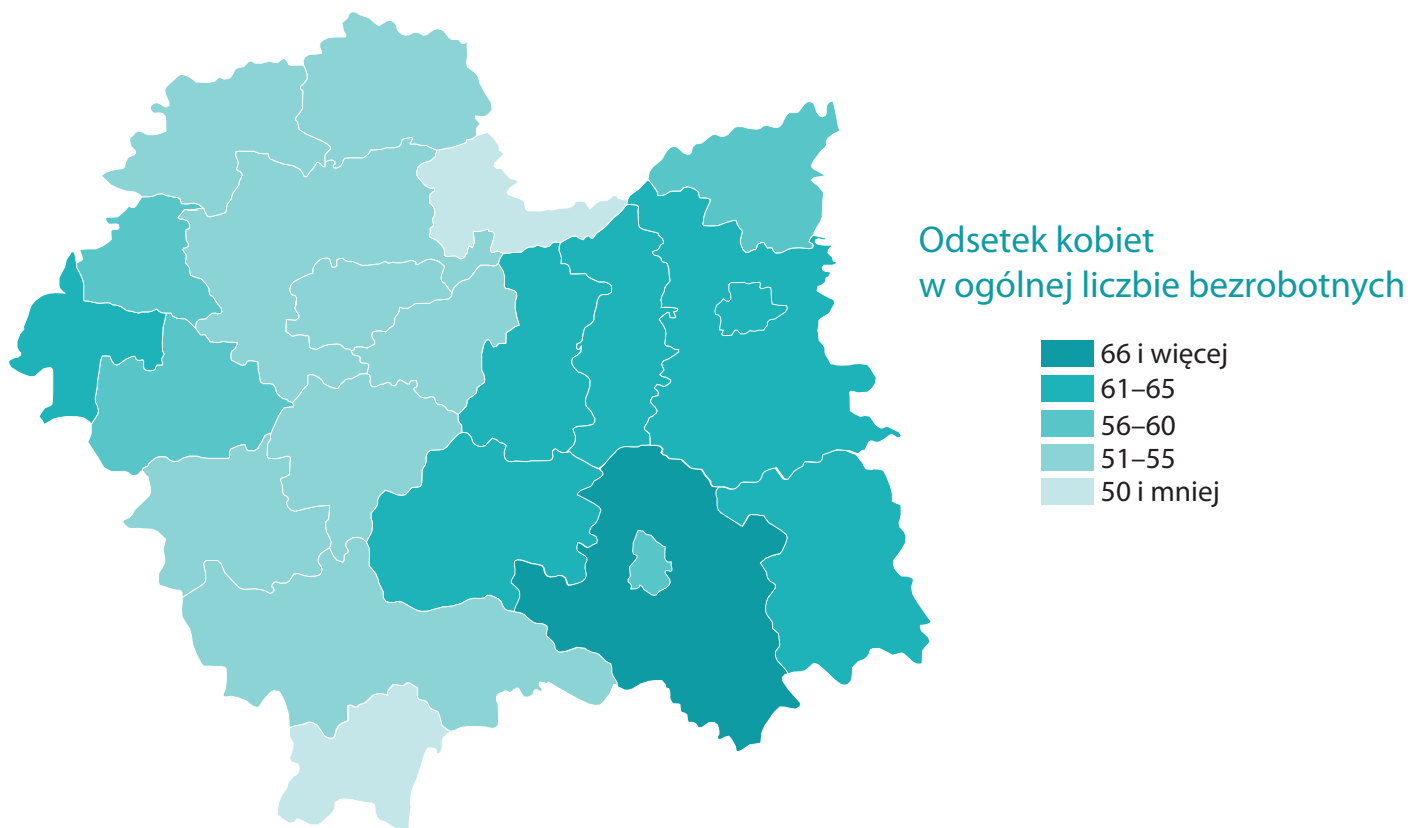 Odsetek kobiet
w ogólnej liczbie bezrobotnych
66 i więcej
61–65
56–60
51–55
50 i mniej